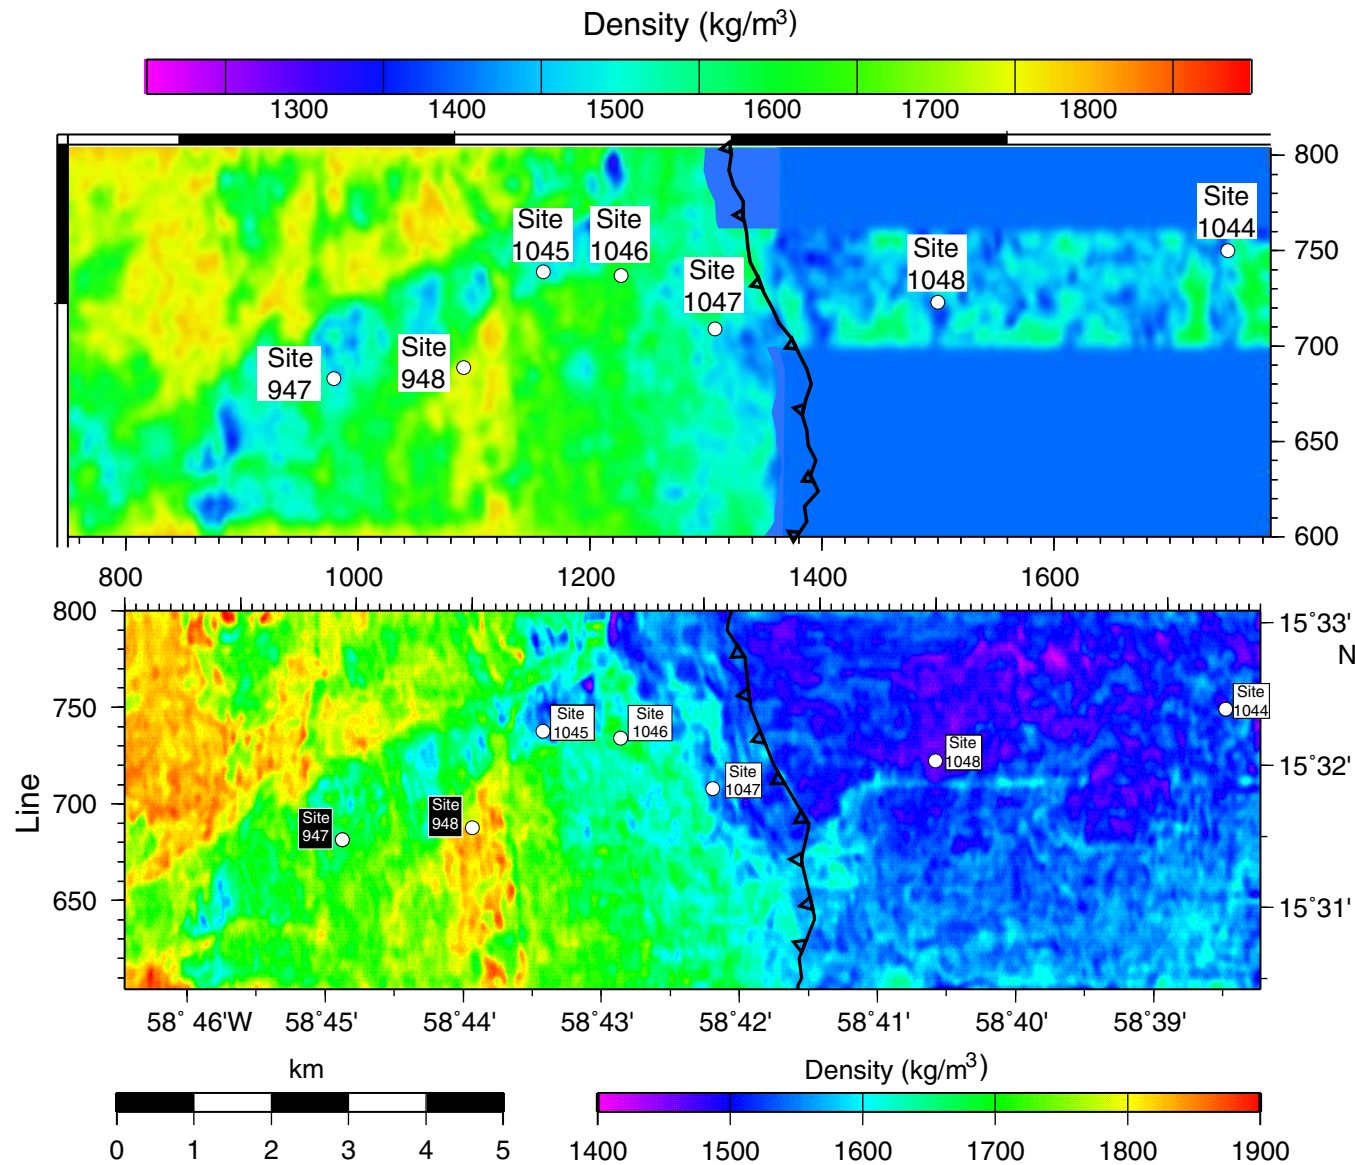 Density (kg/m³)
1300 1400 1500 1600 1700 1800
800
Site
1044
Site
1045
Site
1046
750
Site
1048
Site
1047
700
Site
947
Site
948
650
600
800 1000 1200 1400 1600
800
15˚33'
N
750
Site
1045
Site
1046
Site
1044
Site
1048
15˚32'
Site
1047
Line
700
Site
947
Site
948
650
15˚31'
58˚46'W 58˚45' 58˚44' 58˚43' 58˚42' 58˚41' 58˚40' 58˚39'
km
Density (kg/m³)
0 1 2 3 4 5
1400 1500 1600 1700 1800 1900